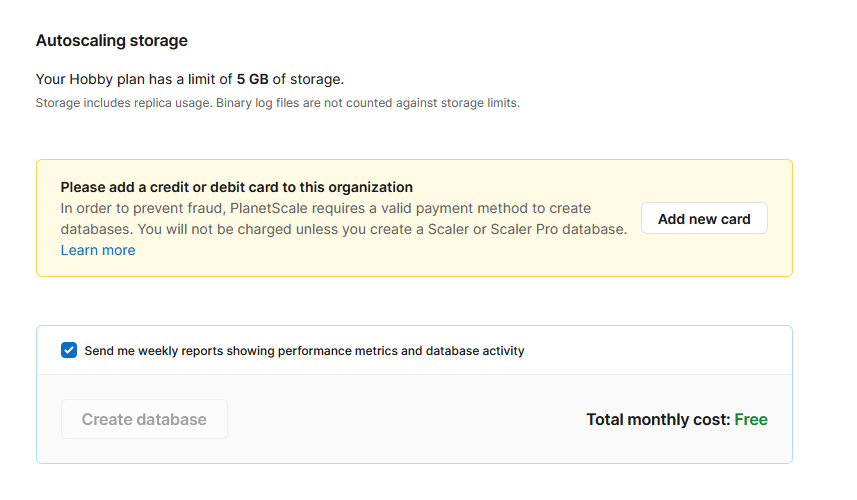 Autoscaling storage
Your Hobby plan has a limit of 5 GB of storage.
Storage includes replica usage. Binary log files are not counted against storage limits.
Please add a credit or debit card to this organization
In order to prevent fraud, PlanetScale requires a valid payment method to create
databases. You will not be charged unless you create a Scaler or Scaler Pro database.
Learn more
Add new card
Send me weekly reports showing performance metrics and database activity
Create database
Total monthly cost: Free